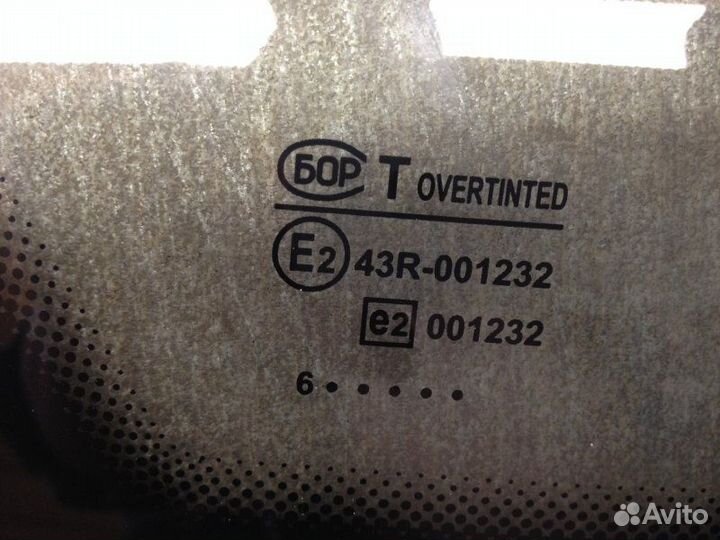 БОР T OVERTINTED
E2 43R-001232
e2 001232
6 • • • • •
Avito